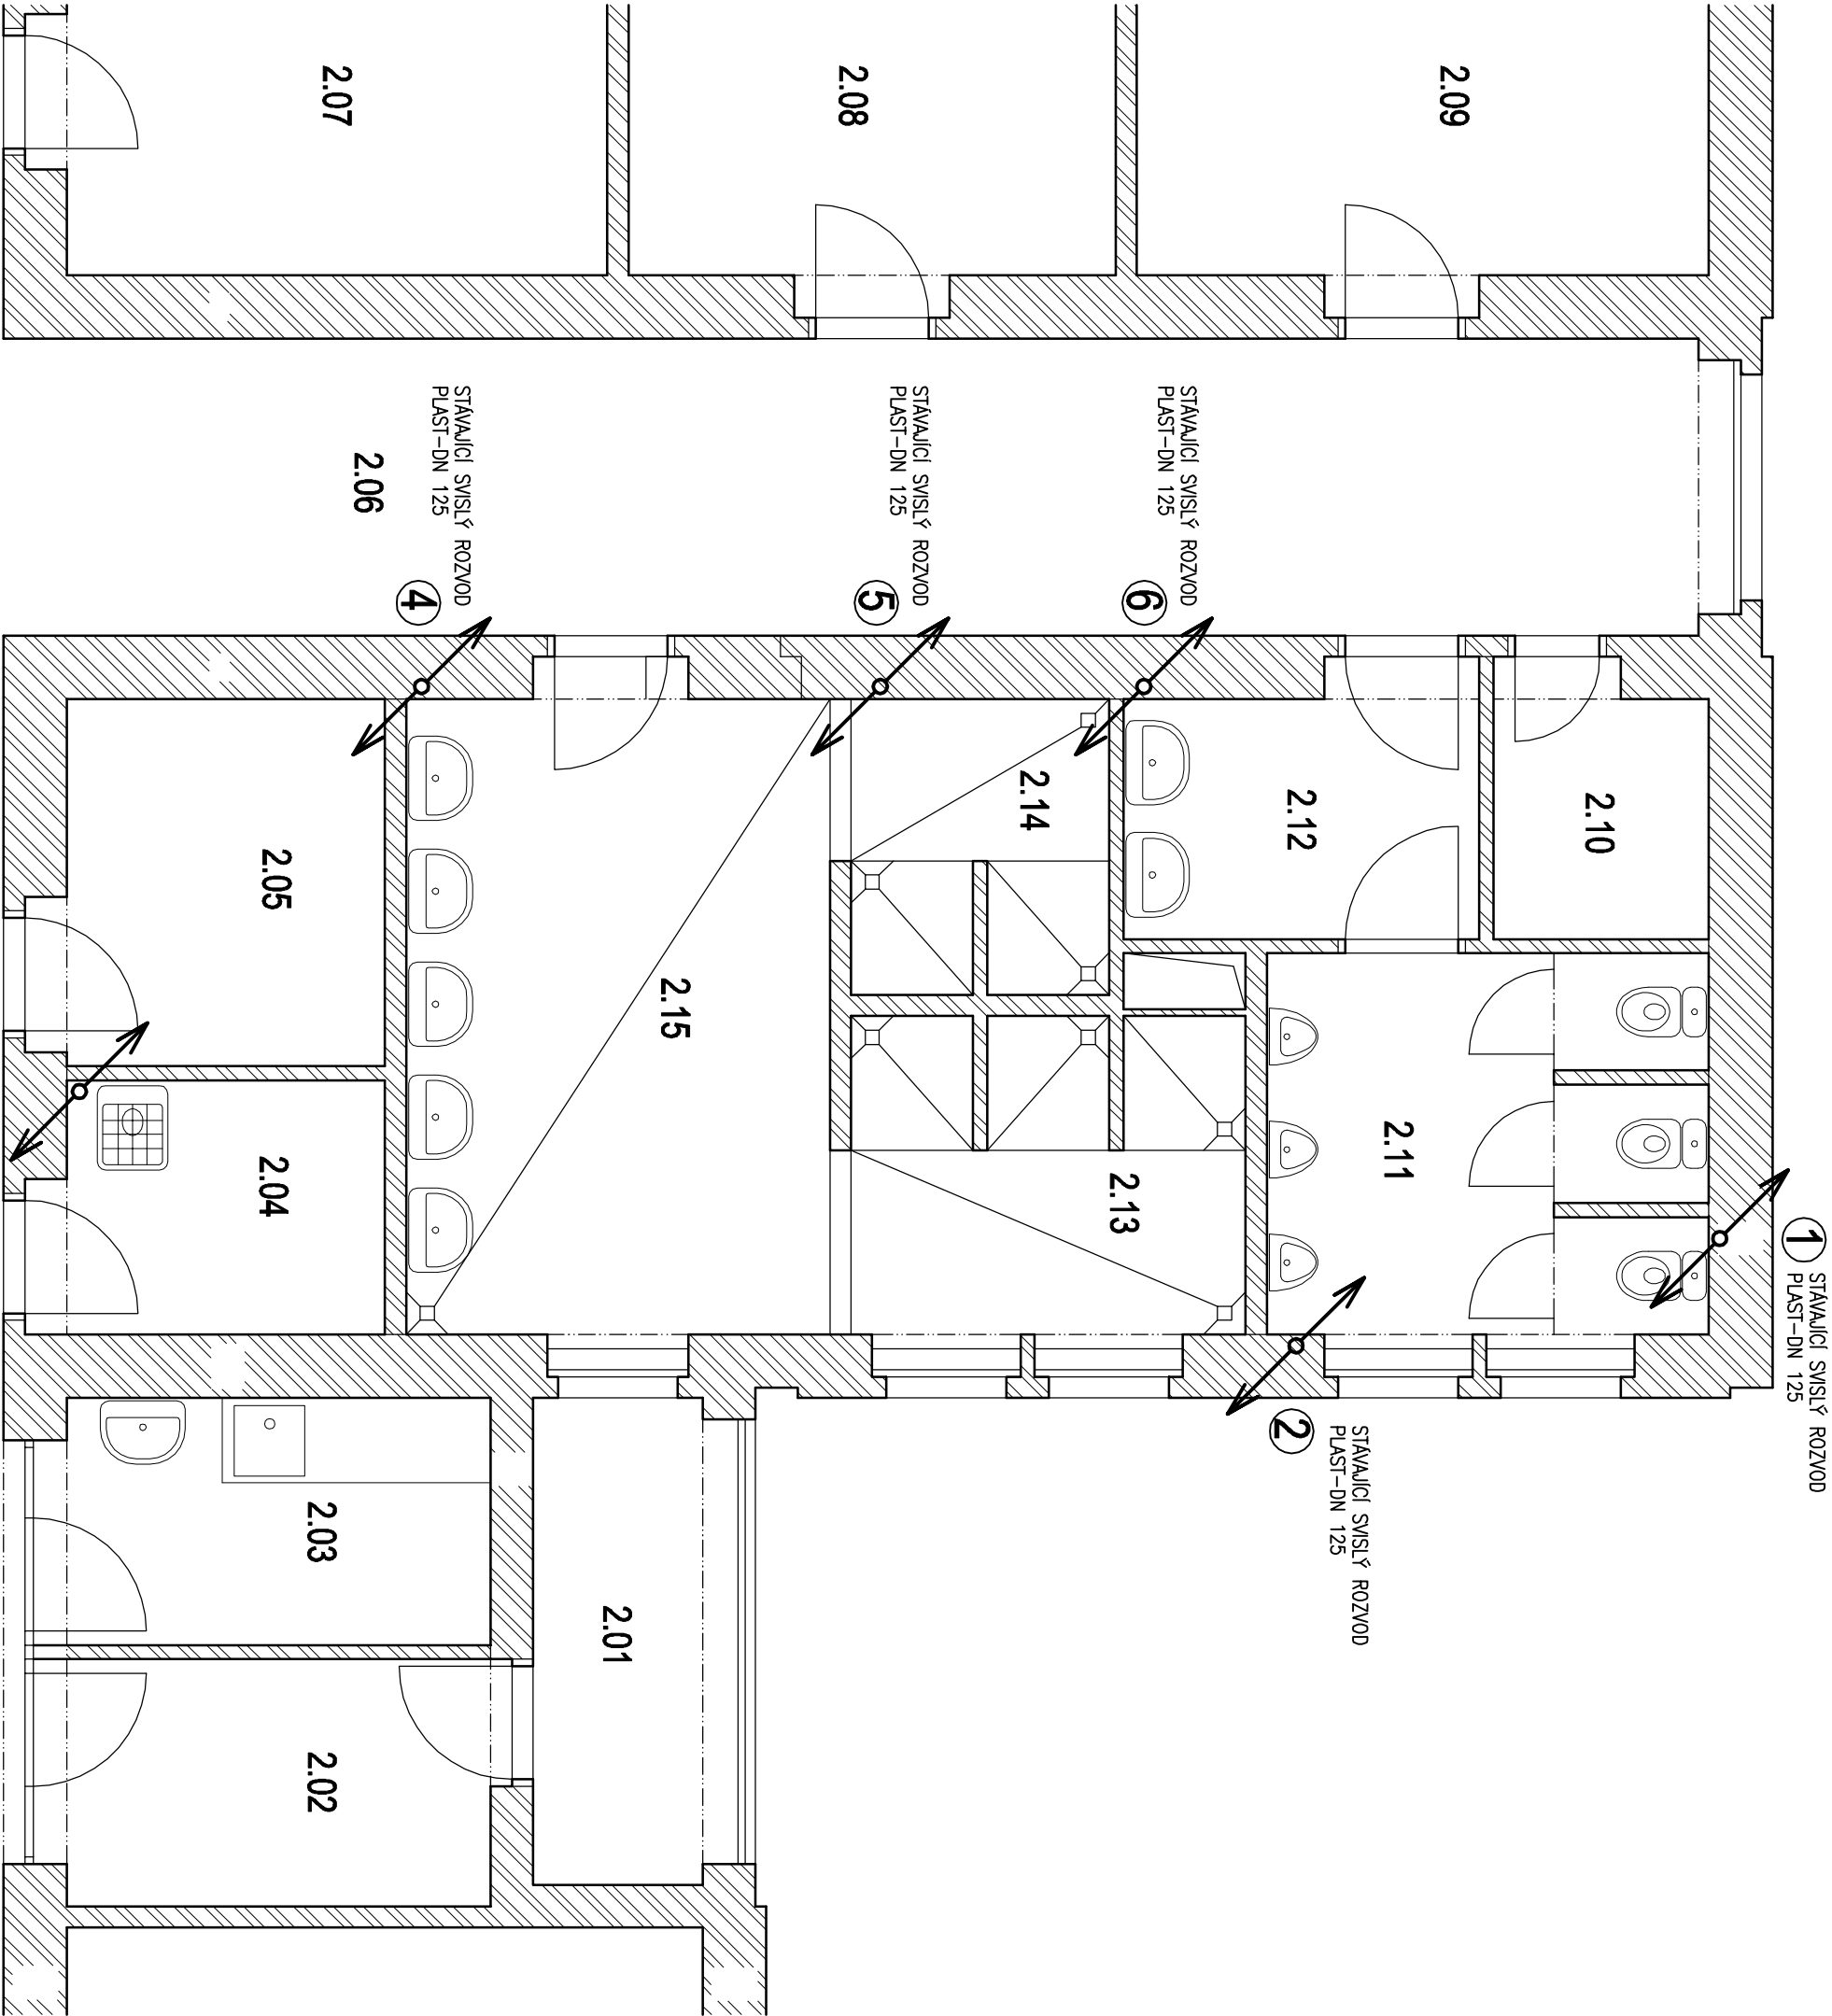 2.09
2.08
2.07
2.06
STÁVAJÍCÍ SVISLÝ ROZVOD
PLAST-DN 125
6
STÁVAJÍCÍ SVISLÝ ROZVOD
PLAST-DN 125
5
STÁVAJÍCÍ SVISLÝ ROZVOD
PLAST-DN 125
4
2.10
2.12
2.14
2.05
2.15
2.11
2.13
2.04
1
STÁVAJÍCÍ SVISLÝ ROZVOD
PLAST-DN 125
2
STÁVAJÍCÍ SVISLÝ ROZVOD
PLAST-DN 125
2.03
2.01
2.02